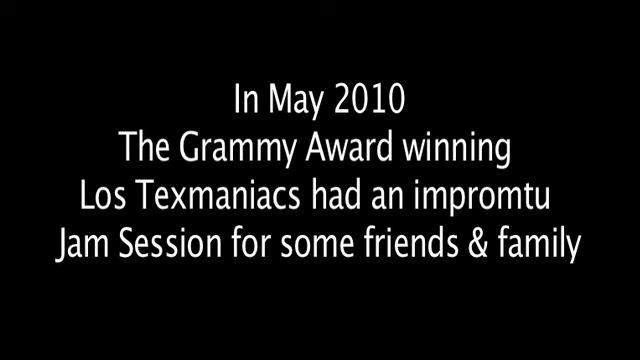 In May 2010
The Grammy Award winning
Los Texmaniacs had an impromtu
Jam Session for some friends & family